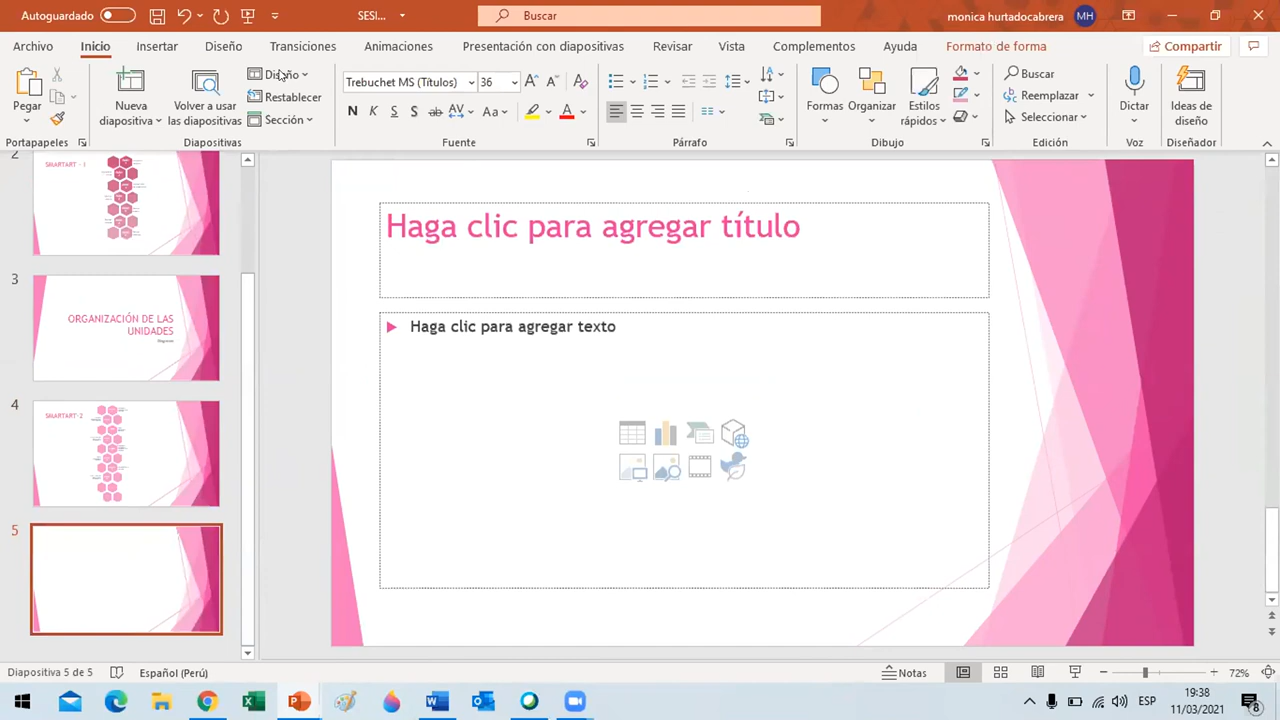 Autoguardado
SESI...
Buscar
monica hurtadocabrera
MH
Archivo
Inicio
Insertar
Diseño
Transiciones
Animaciones
Presentación con diapositivas
Revisar
Vista
Complementos
Ayuda
Formato de forma
Compartir
Pegar
Nueva diapositiva
Volver a usar las diapositivas
Diseño
Restablecer
Sección
Trebuchet MS (Títulos)
36
N K S S ab AV Aa A
Formas
Organizar
Estilos rápidos
Buscar
Reemplazar
Seleccionar
Dictar
Ideas de diseño
Portapapeles
Diapositivas
Fuente
Párrafo
Dibujo
Edición
Voz
Diseñador
2
SMARTART - 1
3
ORGANIZACIÓN DE LAS
UNIDADES
4
SMARTART- 2
5
Haga clic para agregar título
Haga clic para agregar texto
Diapositiva 5 de 5
Español (Perú)
Notas
72%
ESP
19:38
11/03/2021
8